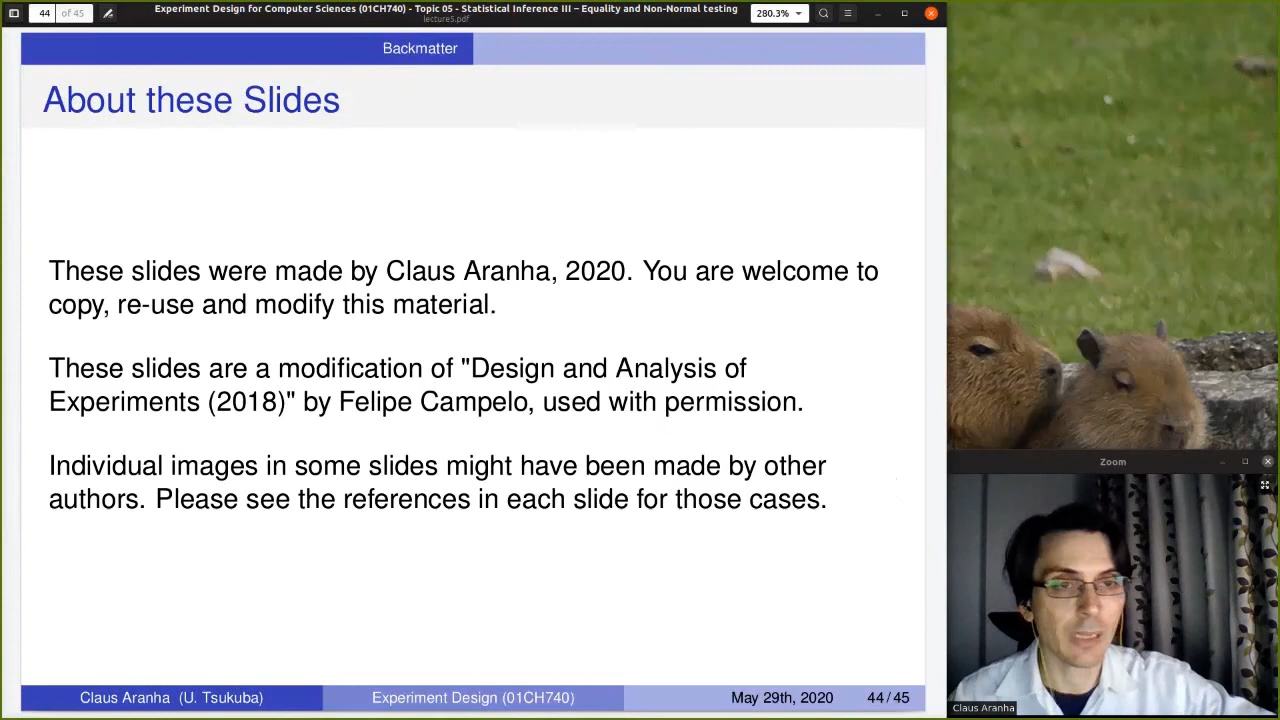 44 of 45
Experiment Design for Computer Sciences (01CH740) - Topic 05 - Statistical Inference III – Equality and Non-Normal testing
lecture5.pdf
280.3%
Backmatter
About these Slides
These slides were made by Claus Aranha, 2020. You are welcome to
copy, re-use and modify this material.
These slides are a modification of "Design and Analysis of
Experiments (2018)" by Felipe Campelo, used with permission.
Individual images in some slides might have been made by other
authors. Please see the references in each slide for those cases.
Claus Aranha (U. Tsukuba)
Experiment Design (01CH740)
May 29th, 2020
44 / 45
Zoom
Claus Aranha